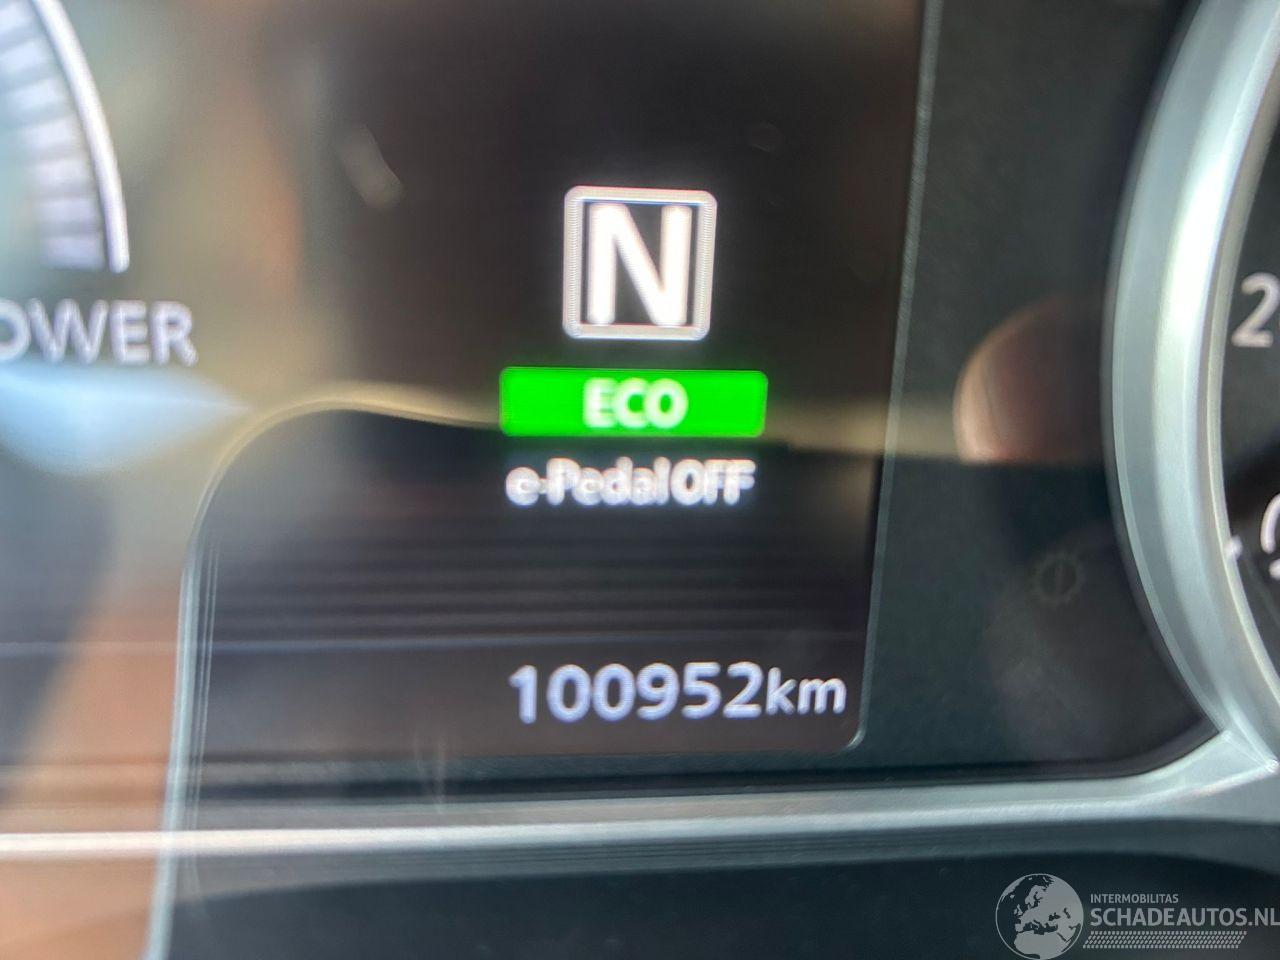 N
ECO
OWER
e-Pedal OFF
100952km
2
INTERMOBILITAS
SCHADEAUTOS.NL